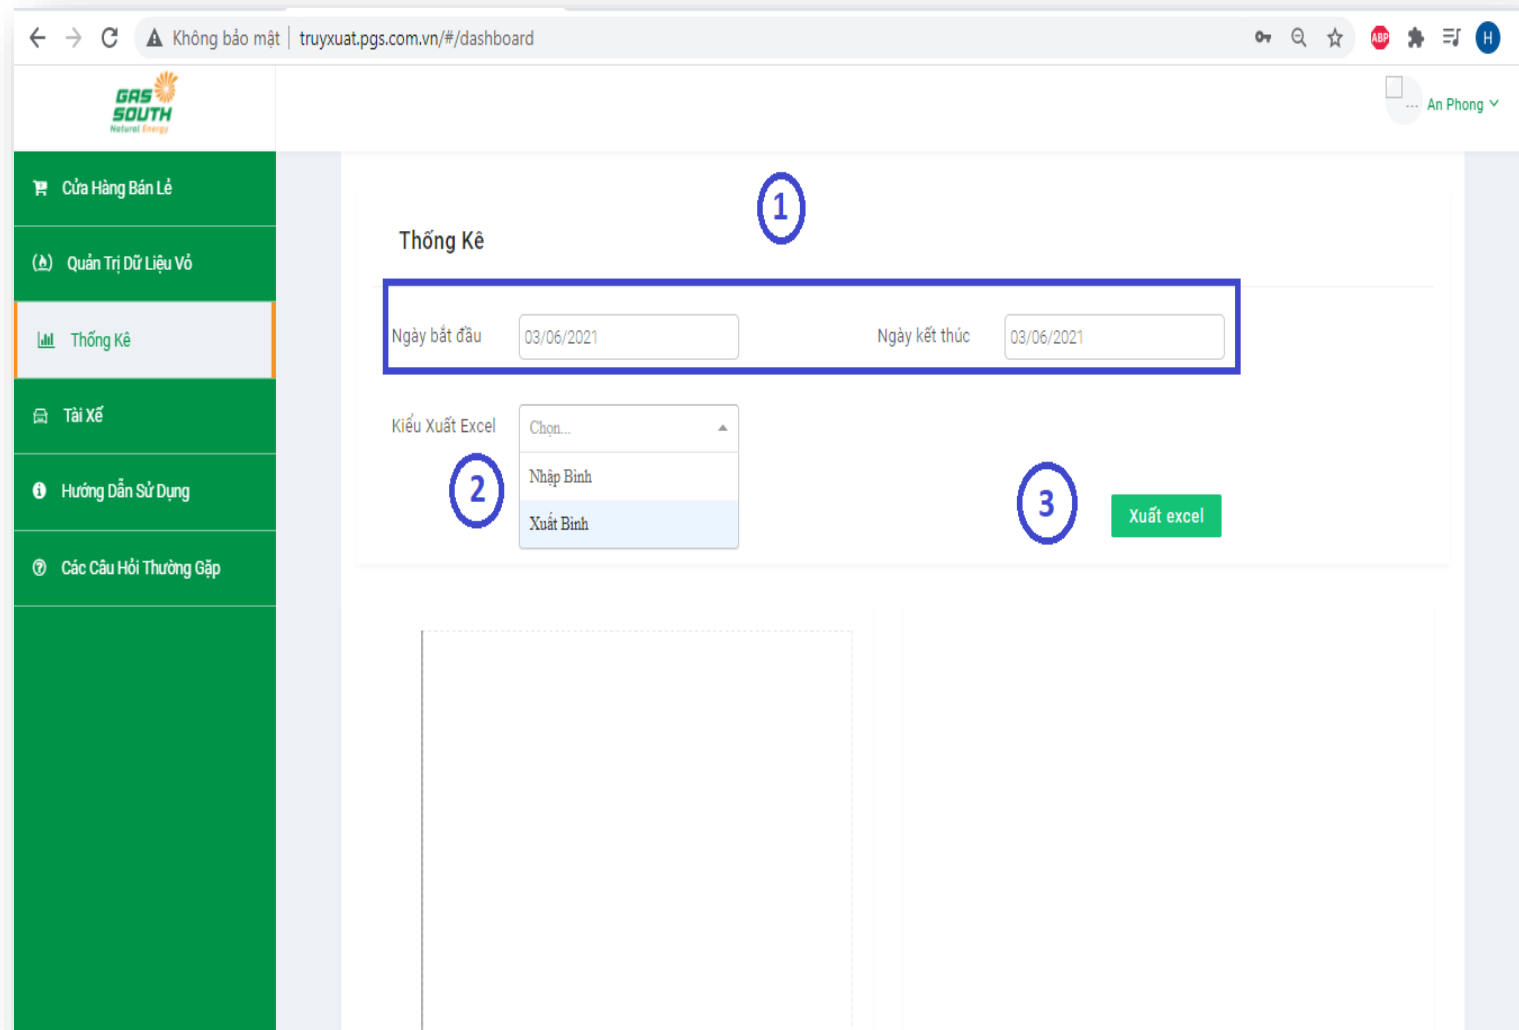 Không bảo mật | truyxuat.pgs.com.vn/#/dashboard
ABP
H
GAS
SOUTH
Natural Energy
... An Phong
Cửa Hàng Bán Lẻ
Quản Trị Dữ Liệu Vỏ
Thống Kê
Tài Xế
Hướng Dẫn Sử Dụng
Các Câu Hỏi Thường Gặp
1
Thống Kê
Ngày bắt đầu 03/06/2021 Ngày kết thúc 03/06/2021
Kiểu Xuất Excel Chọn...
2 Nhập Bình
Xuất Bình
3 Xuất excel